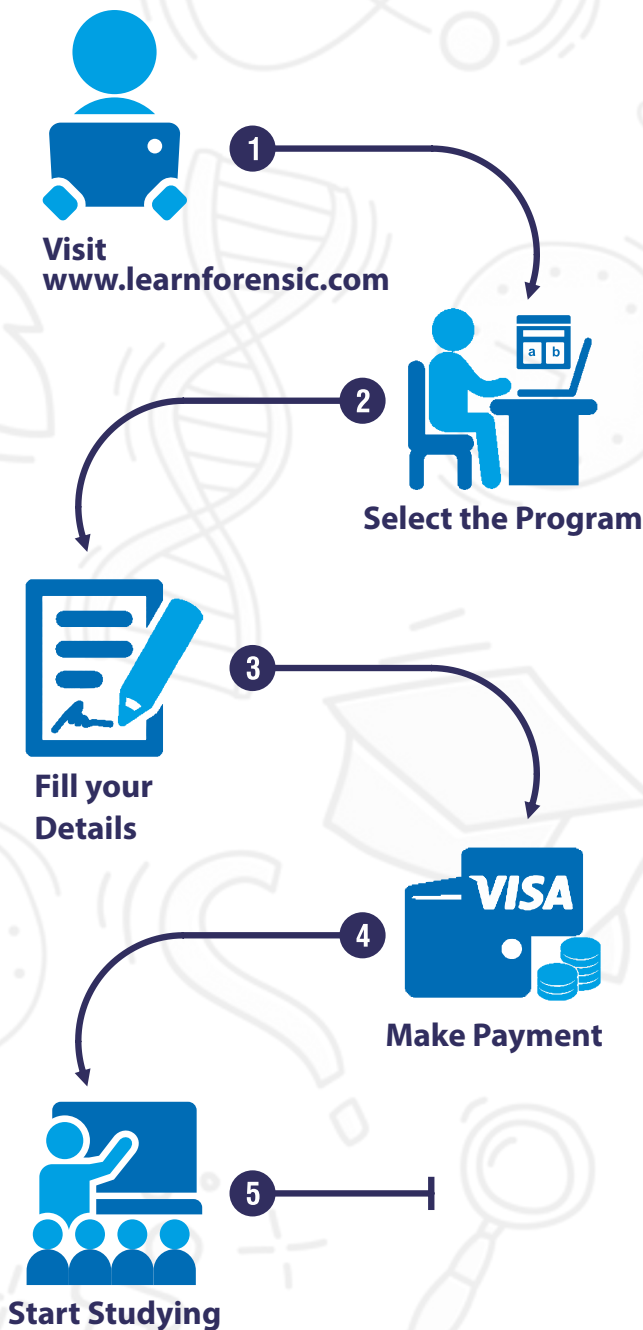 1
Visit
www.learnforensic.com
a b
2
Select the Program
3
Fill your
Details
VISA
4
Make Payment
5
Start Studying